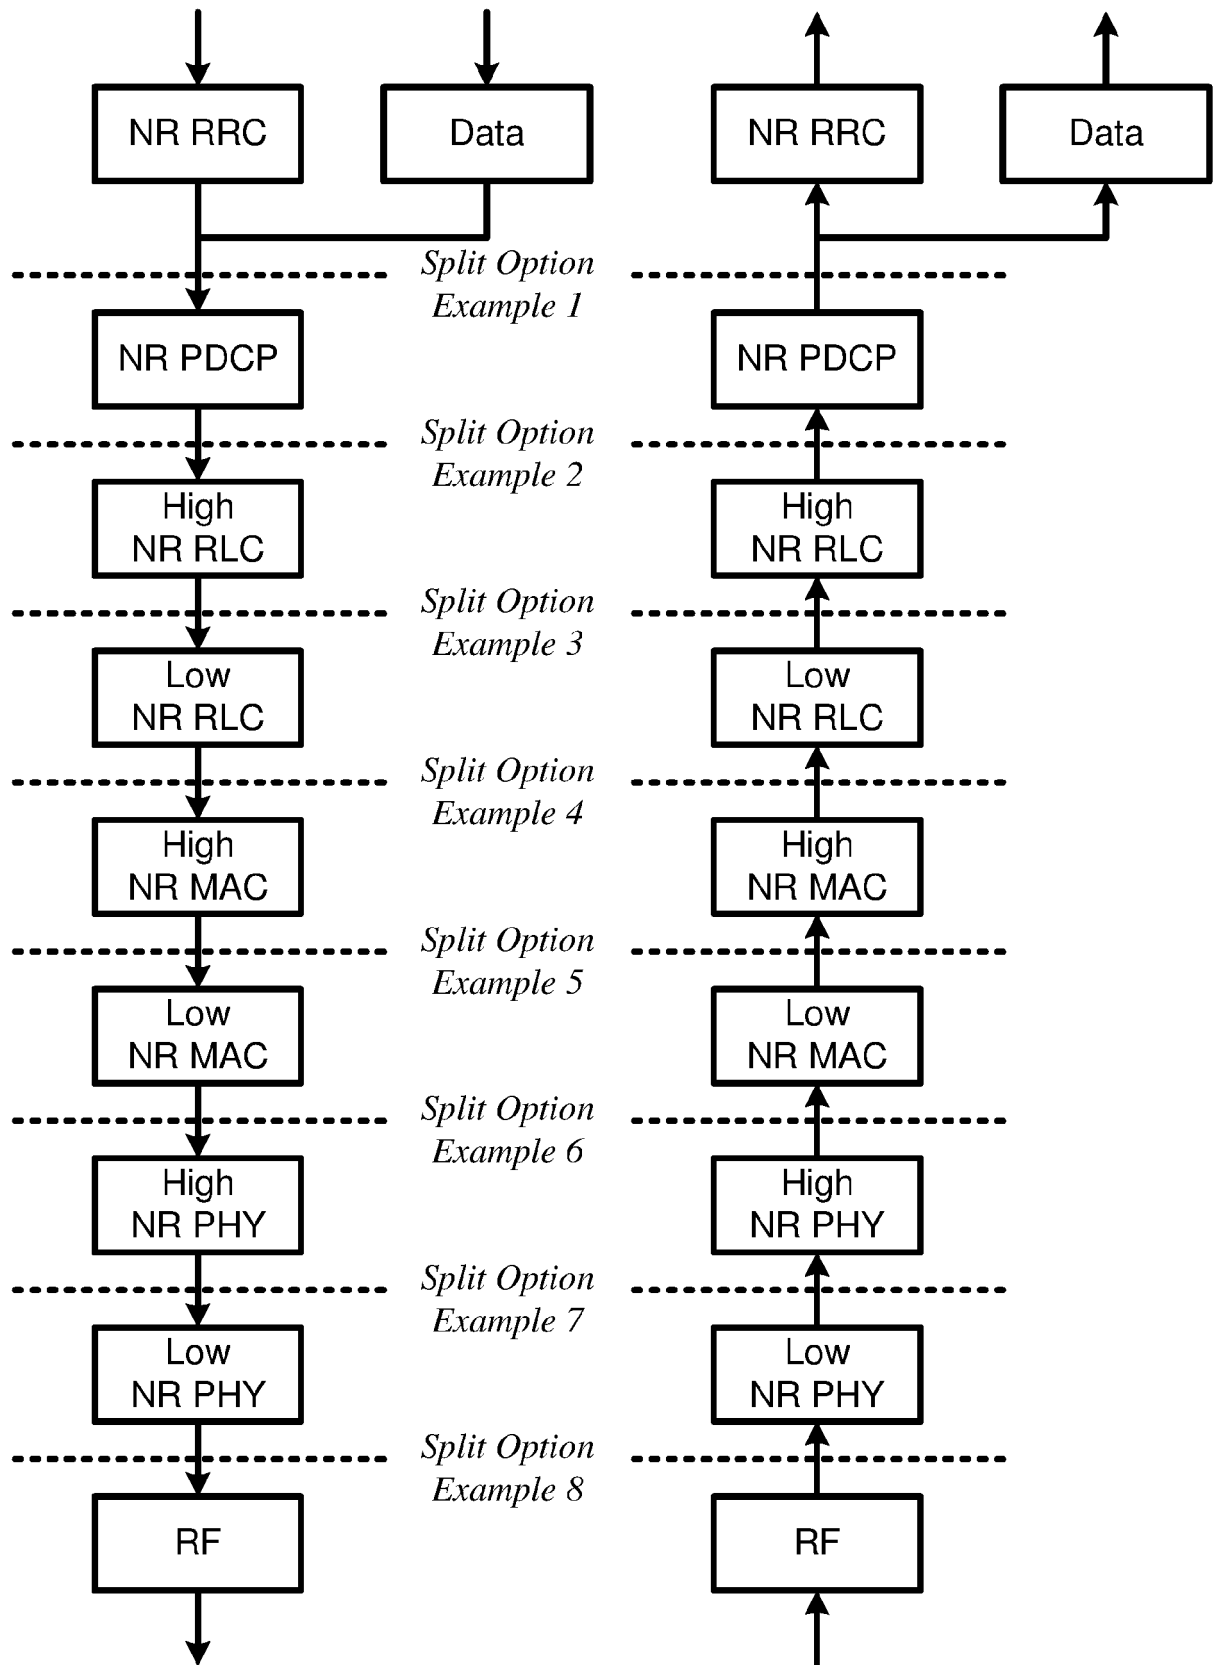 NR RRC
Data
NR RRC
Data
Split Option
Example 1
NR PDCP
NR PDCP
Split Option
Example 2
High
NR RLC
High
NR RLC
Split Option
Example 3
Low
NR RLC
Low
NR RLC
Split Option
Example 4
High
NR MAC
High
NR MAC
Split Option
Example 5
Low
NR MAC
Low
NR MAC
Split Option
Example 6
High
NR PHY
High
NR PHY
Split Option
Example 7
Low
NR PHY
Low
NR PHY
Split Option
Example 8
RF
RF